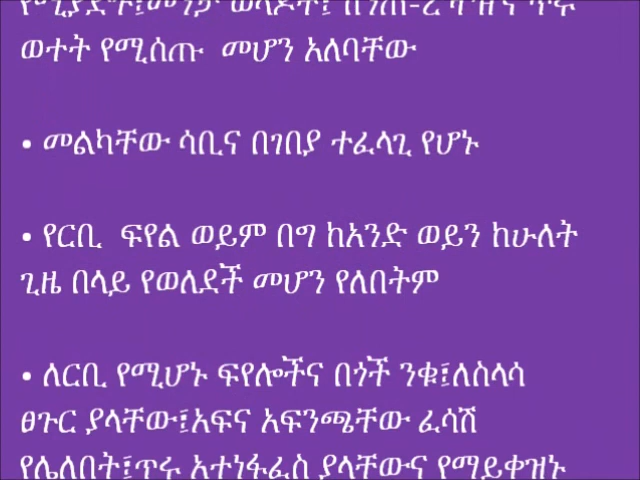 ወተት የሚሰጡ መሆን አለባቸው
• መልካቸው ሳቢና በገበያ ተፈላጊ የሆኑ
• የርቢ ፍየል ወይም በግ ከአንድ ወይን ከሁለት
ጊዜ በላይ የወለደች መሆን የለበትም
• ለርቢ የሚሆኑ ፍየሎችና በጎች ንቁ፤ለስላሳ
ፀጉር ያላቸው፤አፍና አፍንጫቸው ፈሳሽ
የሌለበት፤ጥሩ አተነፋፈስ ያላቸውና የማይቀዝኑ